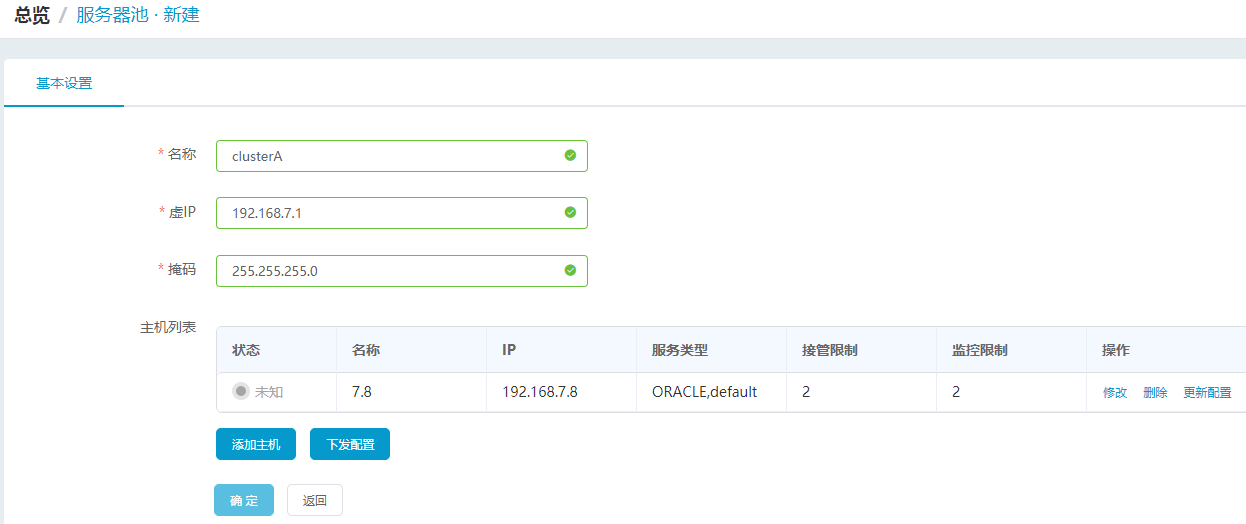 总览 / 服务器池 · 新建
基本设置
* 名称 clusterA
* 虚IP 192.168.7.1
* 掩码 255.255.255.0
主机列表
状态 名称 IP 服务类型 接管限制 监控限制 操作
未知 7.8 192.168.7.8 ORACLE,default 2 2 修改 删除 更新配置
添加主机 下发配置
确 定 返回